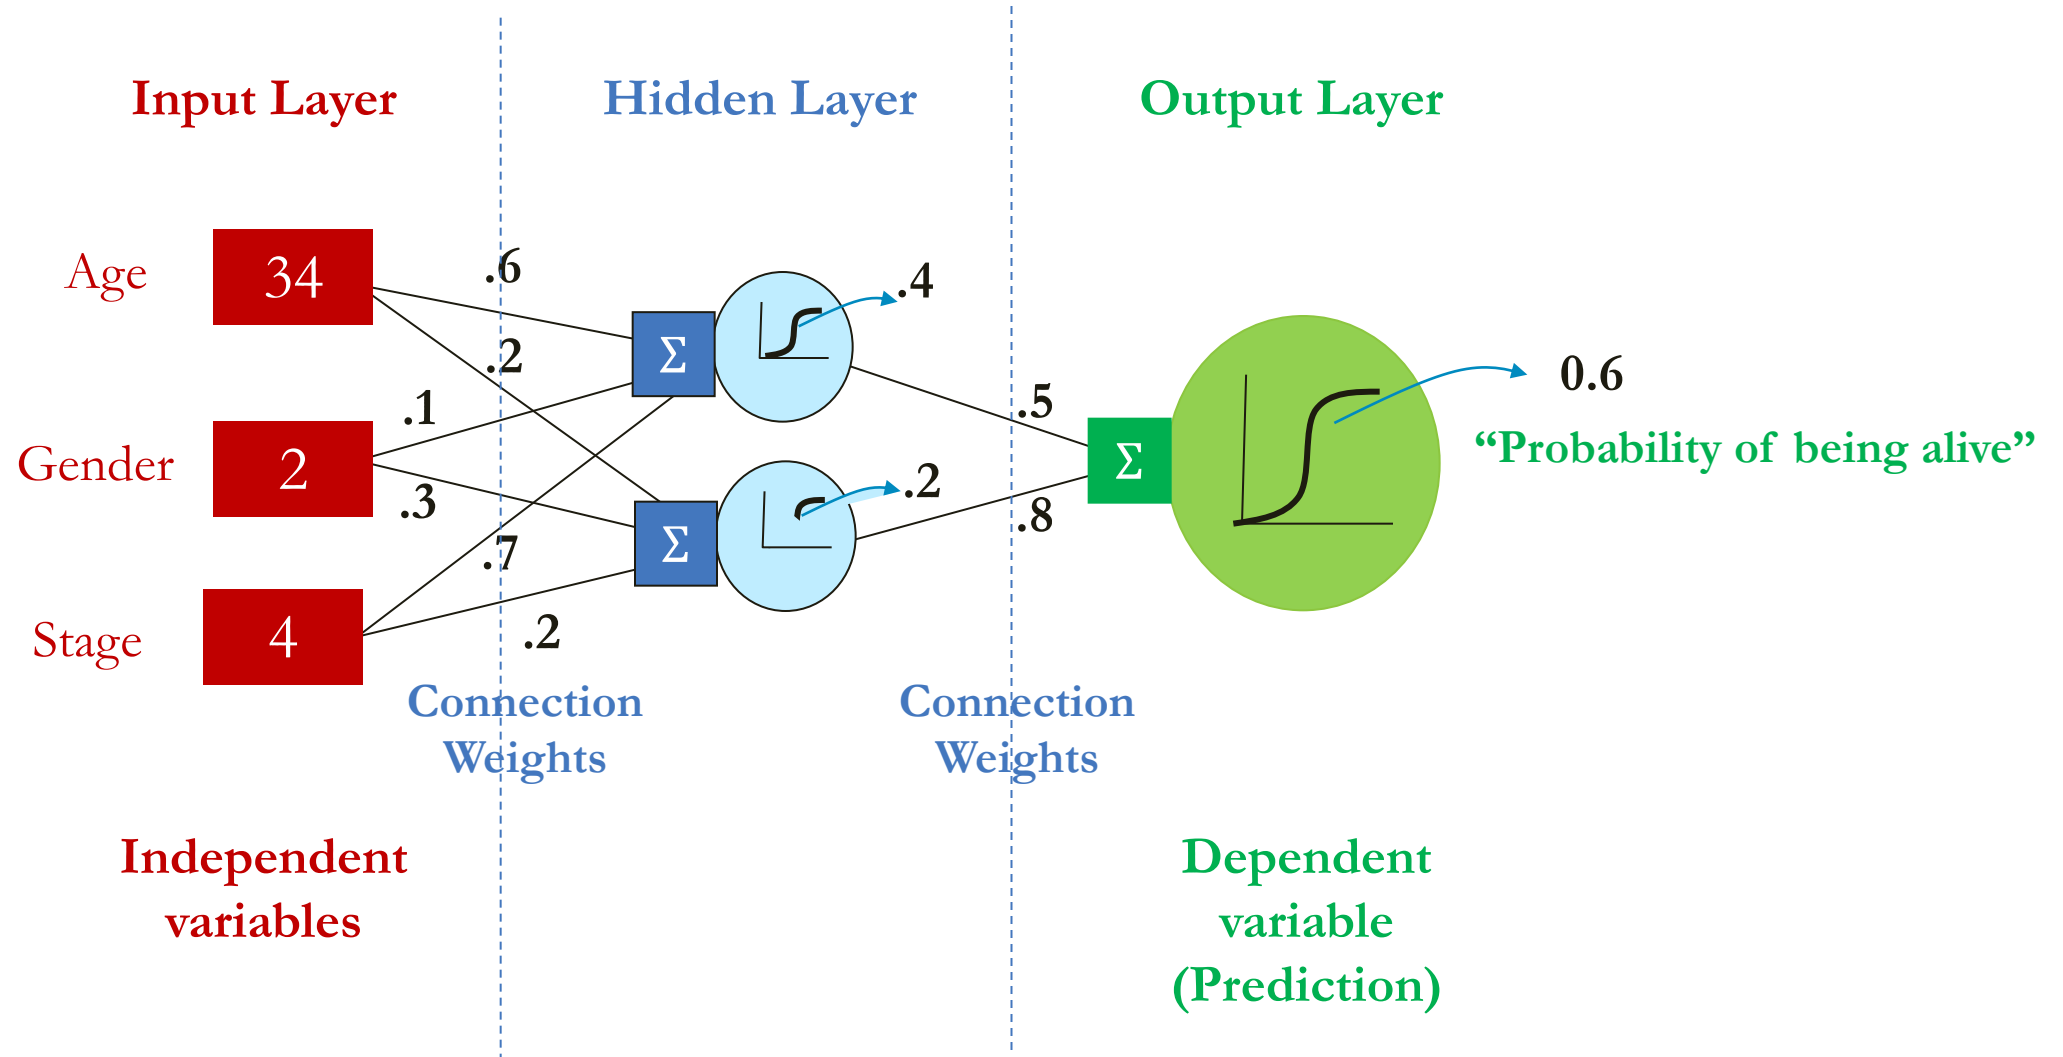 Input Layer
Hidden Layer
Output Layer
Age
34
.6
.2
Gender
2
.1
.3
Stage
4
.7
.2
Σ
.4
Σ
.2
.5
.8
Σ
0.6
“Probability of being alive”
Connection
Weights
Connection
Weights
Independent
variables
Dependent
variable
(Prediction)